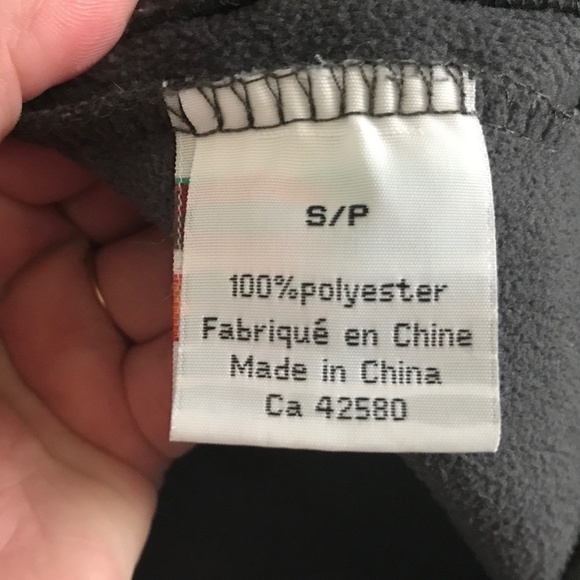 S/P
100%polyester
Fabriqué en Chine
Made in China
Ca 42580